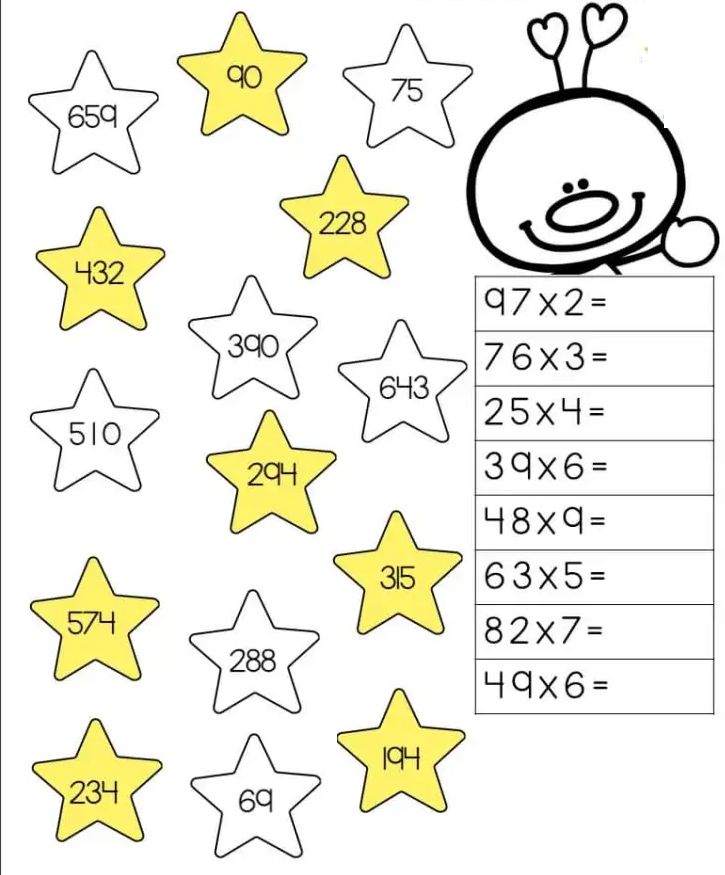 90
75
659
228
432
390
643
510
294
315
574
288
194
234
69
97x2=
76x3=
25x4=
39x6=
48x9=
63x5=
82x7=
49x6=